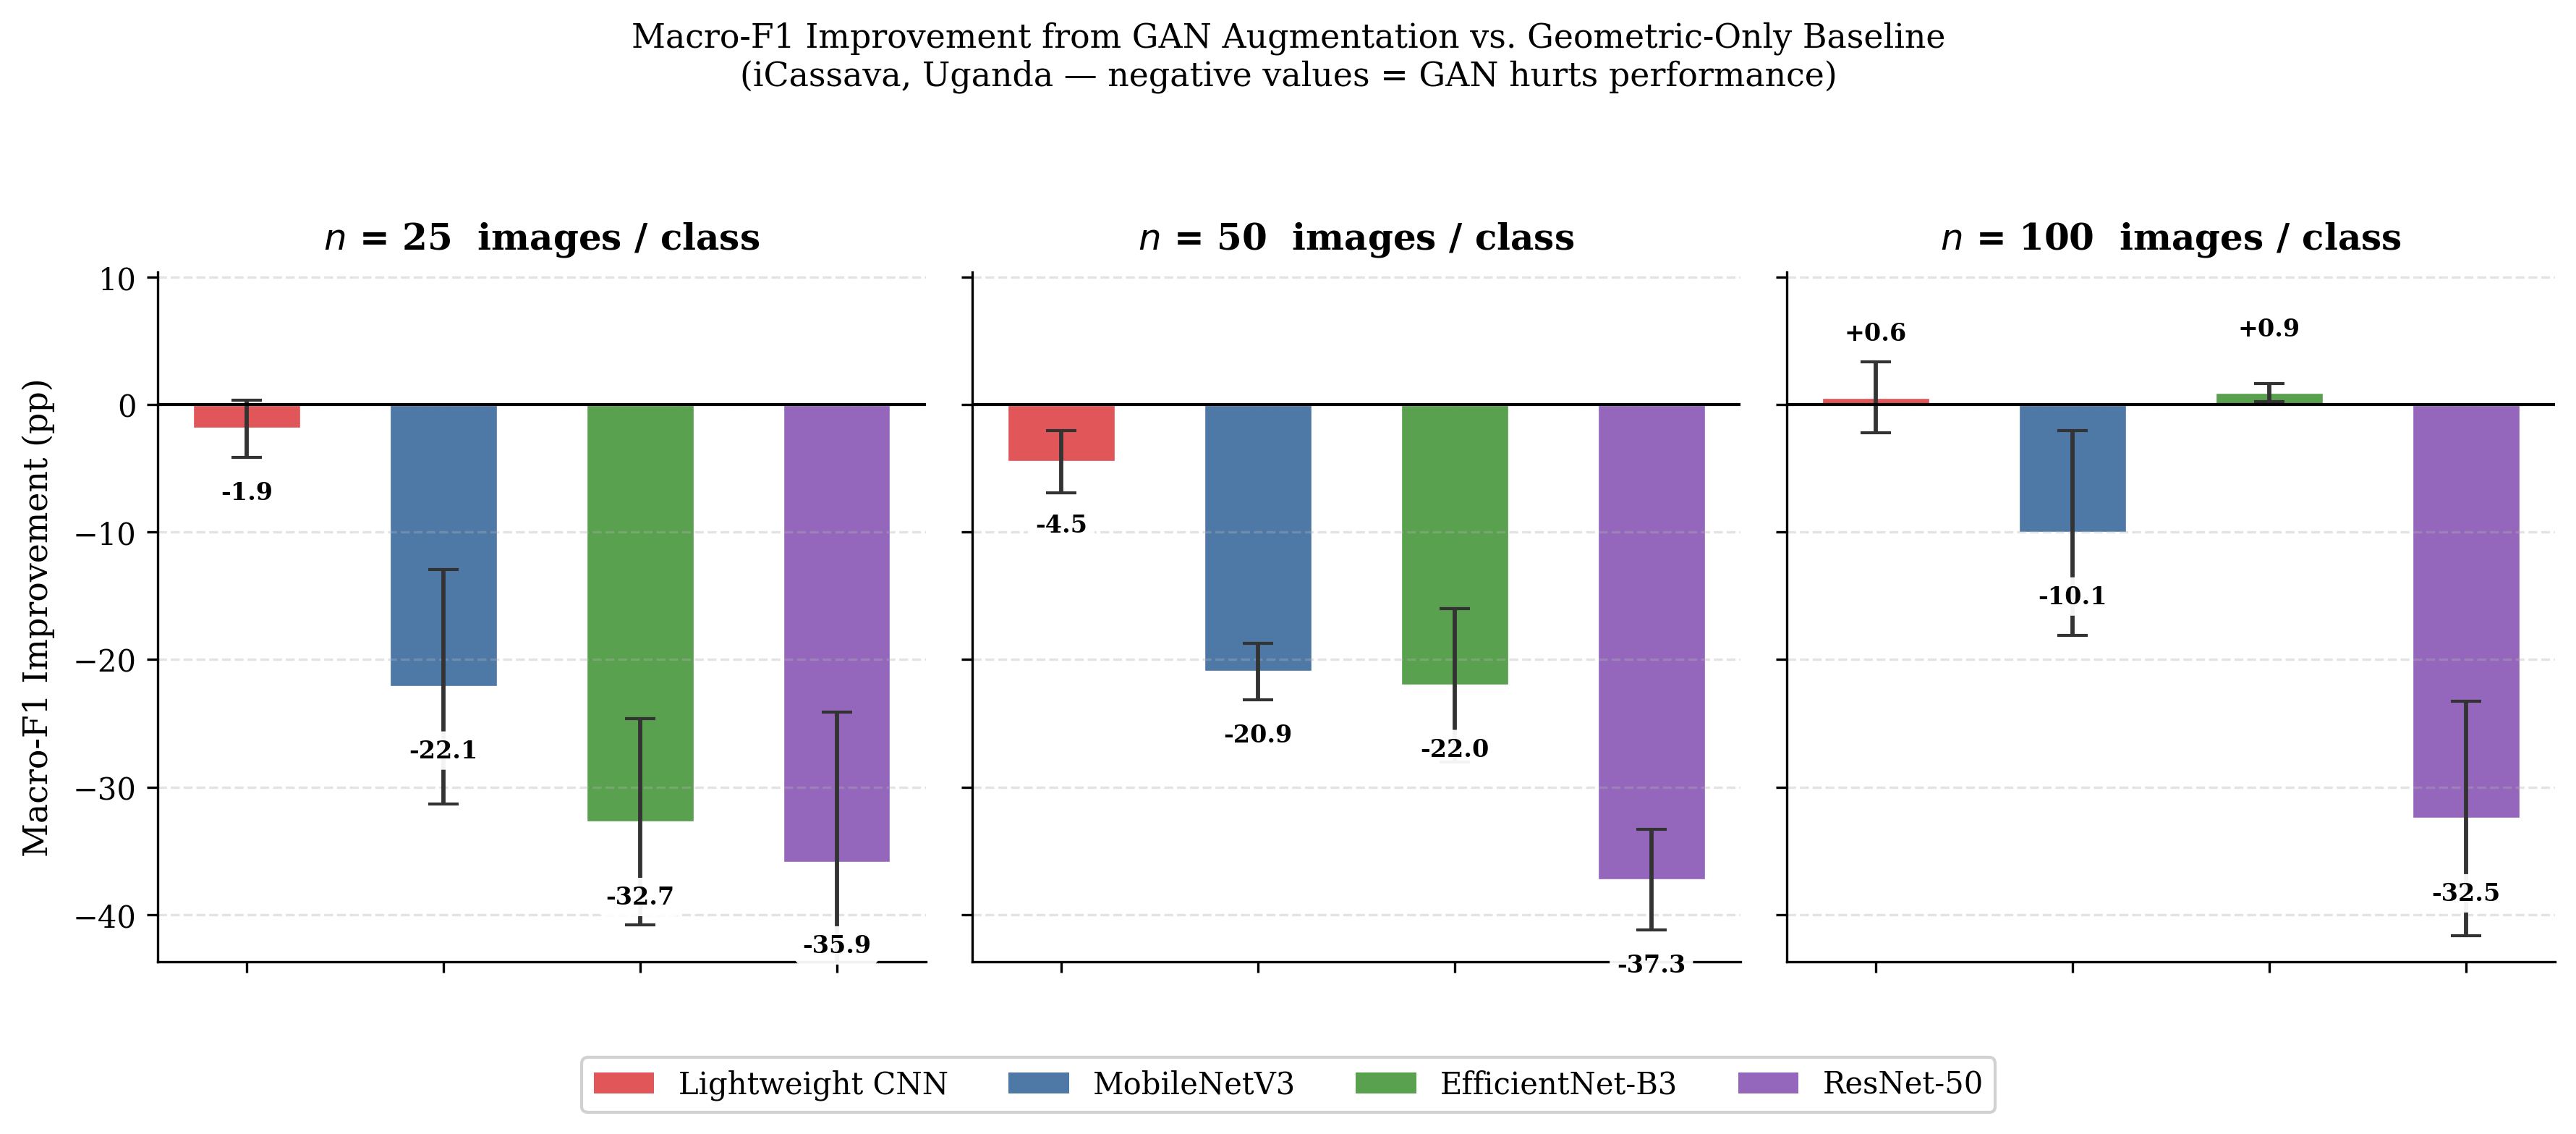 Macro-F1 Improvement from GAN Augmentation vs. Geometric-Only Baseline
(iCassava, Uganda — negative values = GAN hurts performance)
n = 25 images / class
n = 50 images / class
n = 100 images / class
Macro-F1 Improvement (pp)
10
0
−10
−20
−30
−40
-1.9
-22.1
-32.7
-35.9
-4.5
-20.9
-22.0
-37.3
+0.6
-10.1
+0.9
-32.5
Lightweight CNN
MobileNetV3
EfficientNet-B3
ResNet-50